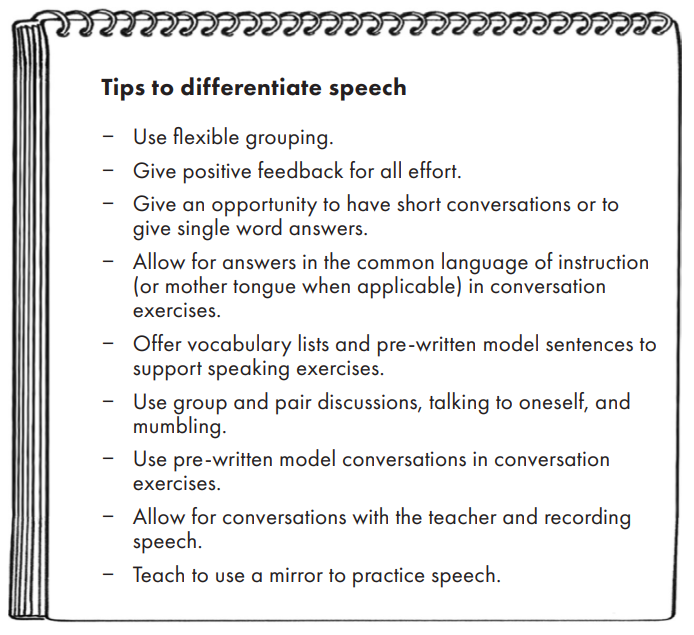 Tips to differentiate speech
– Use flexible grouping.
– Give positive feedback for all effort.
– Give an opportunity to have short conversations or to
give single word answers.
– Allow for answers in the common language of instruction
(or mother tongue when applicable) in conversation
exercises.
– Offer vocabulary lists and pre-written model sentences to
support speaking exercises.
– Use group and pair discussions, talking to oneself, and
mumbling.
– Use pre-written model conversations in conversation
exercises.
– Allow for conversations with the teacher and recording
speech.
– Teach to use a mirror to practice speech.